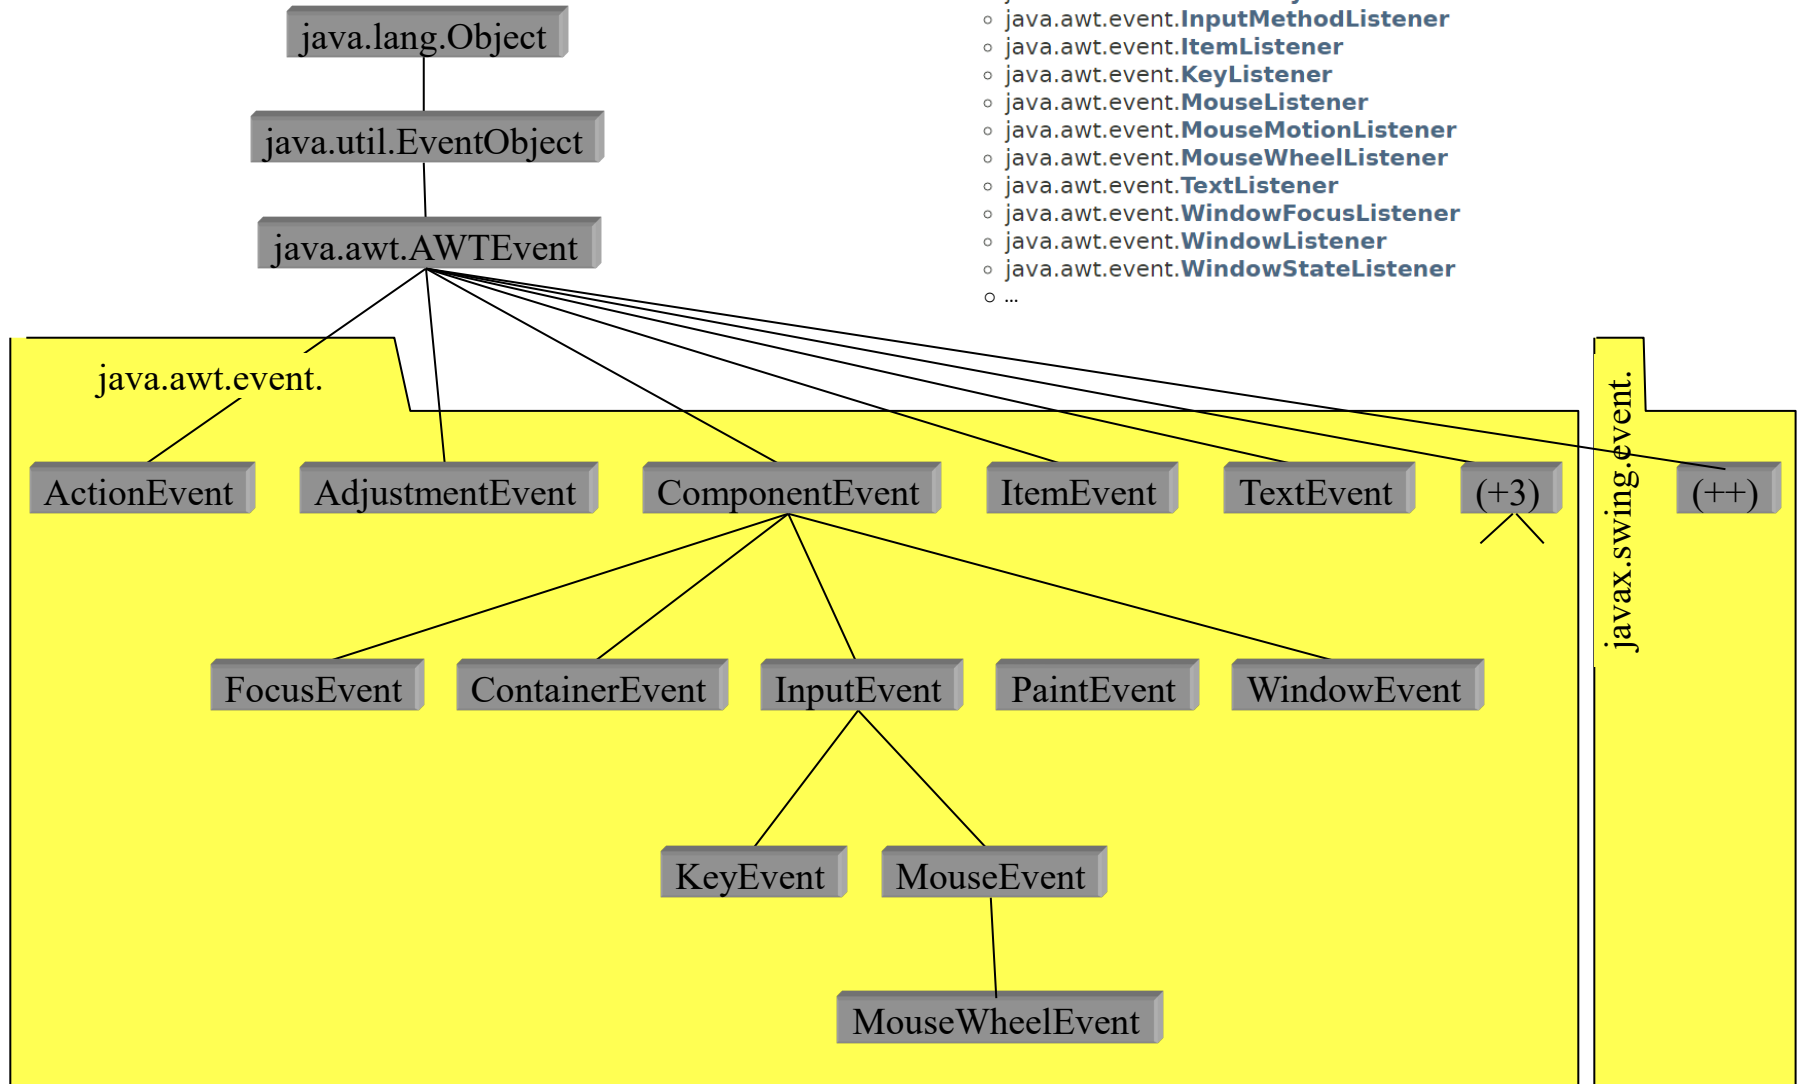 java.lang.Object
java.util.EventObject
java.awt.AWTEvent
java.awt.event.InputMethodListener
java.awt.event.ItemListener
java.awt.event.KeyListener
java.awt.event.MouseListener
java.awt.event.MouseMotionListener
java.awt.event.MouseWheelListener
java.awt.event.TextListener
java.awt.event.WindowFocusListener
java.awt.event.WindowListener
java.awt.event.WindowStateListener
...
java.awt.event.
ActionEvent
AdjustmentEvent
ComponentEvent
ItemEvent
TextEvent
(+3)
javax.swing.event.
(++)
FocusEvent
ContainerEvent
InputEvent
PaintEvent
WindowEvent
KeyEvent
MouseEvent
MouseWheelEvent